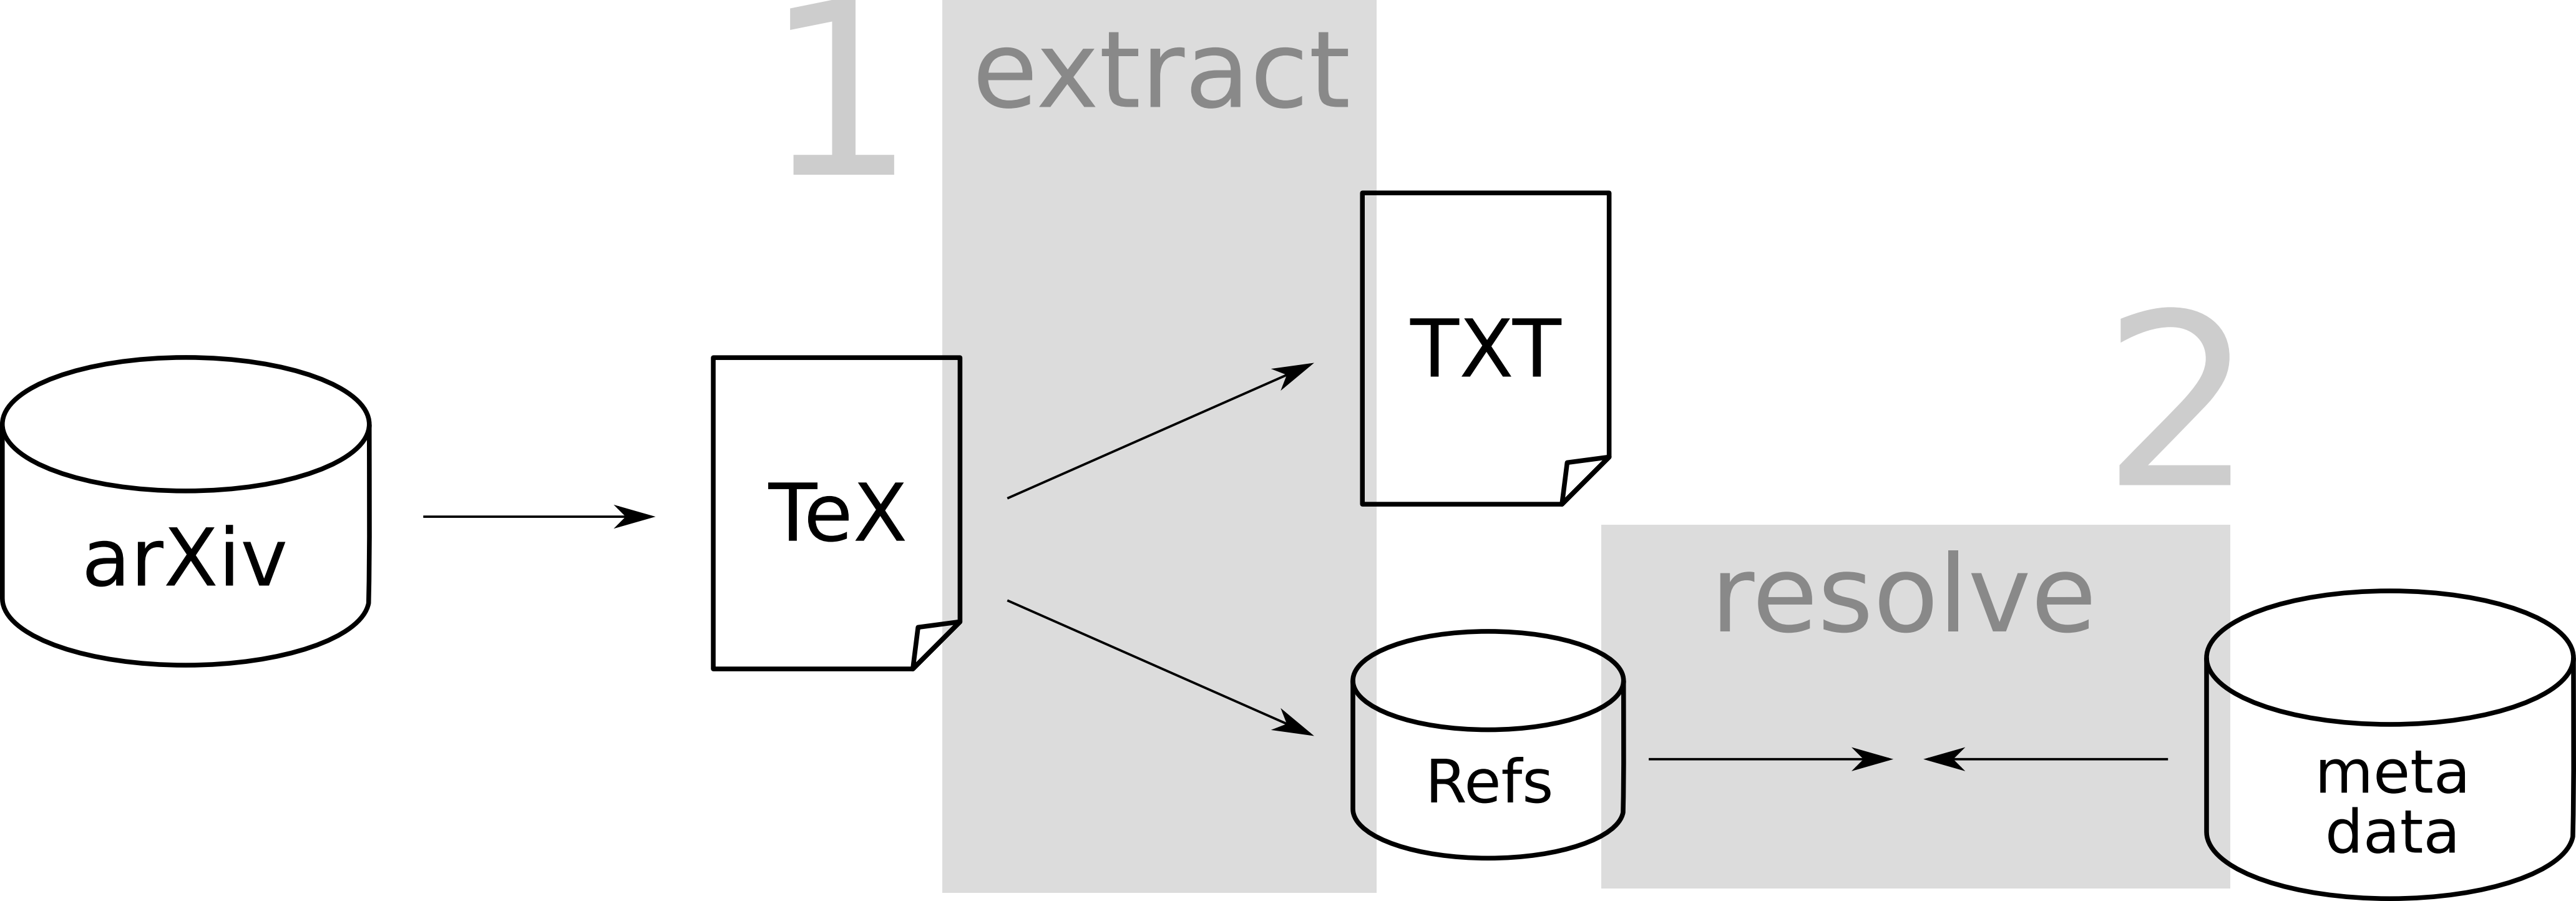 1
extract
TXT
TeX
arXiv
2
resolve
Refs
meta
data